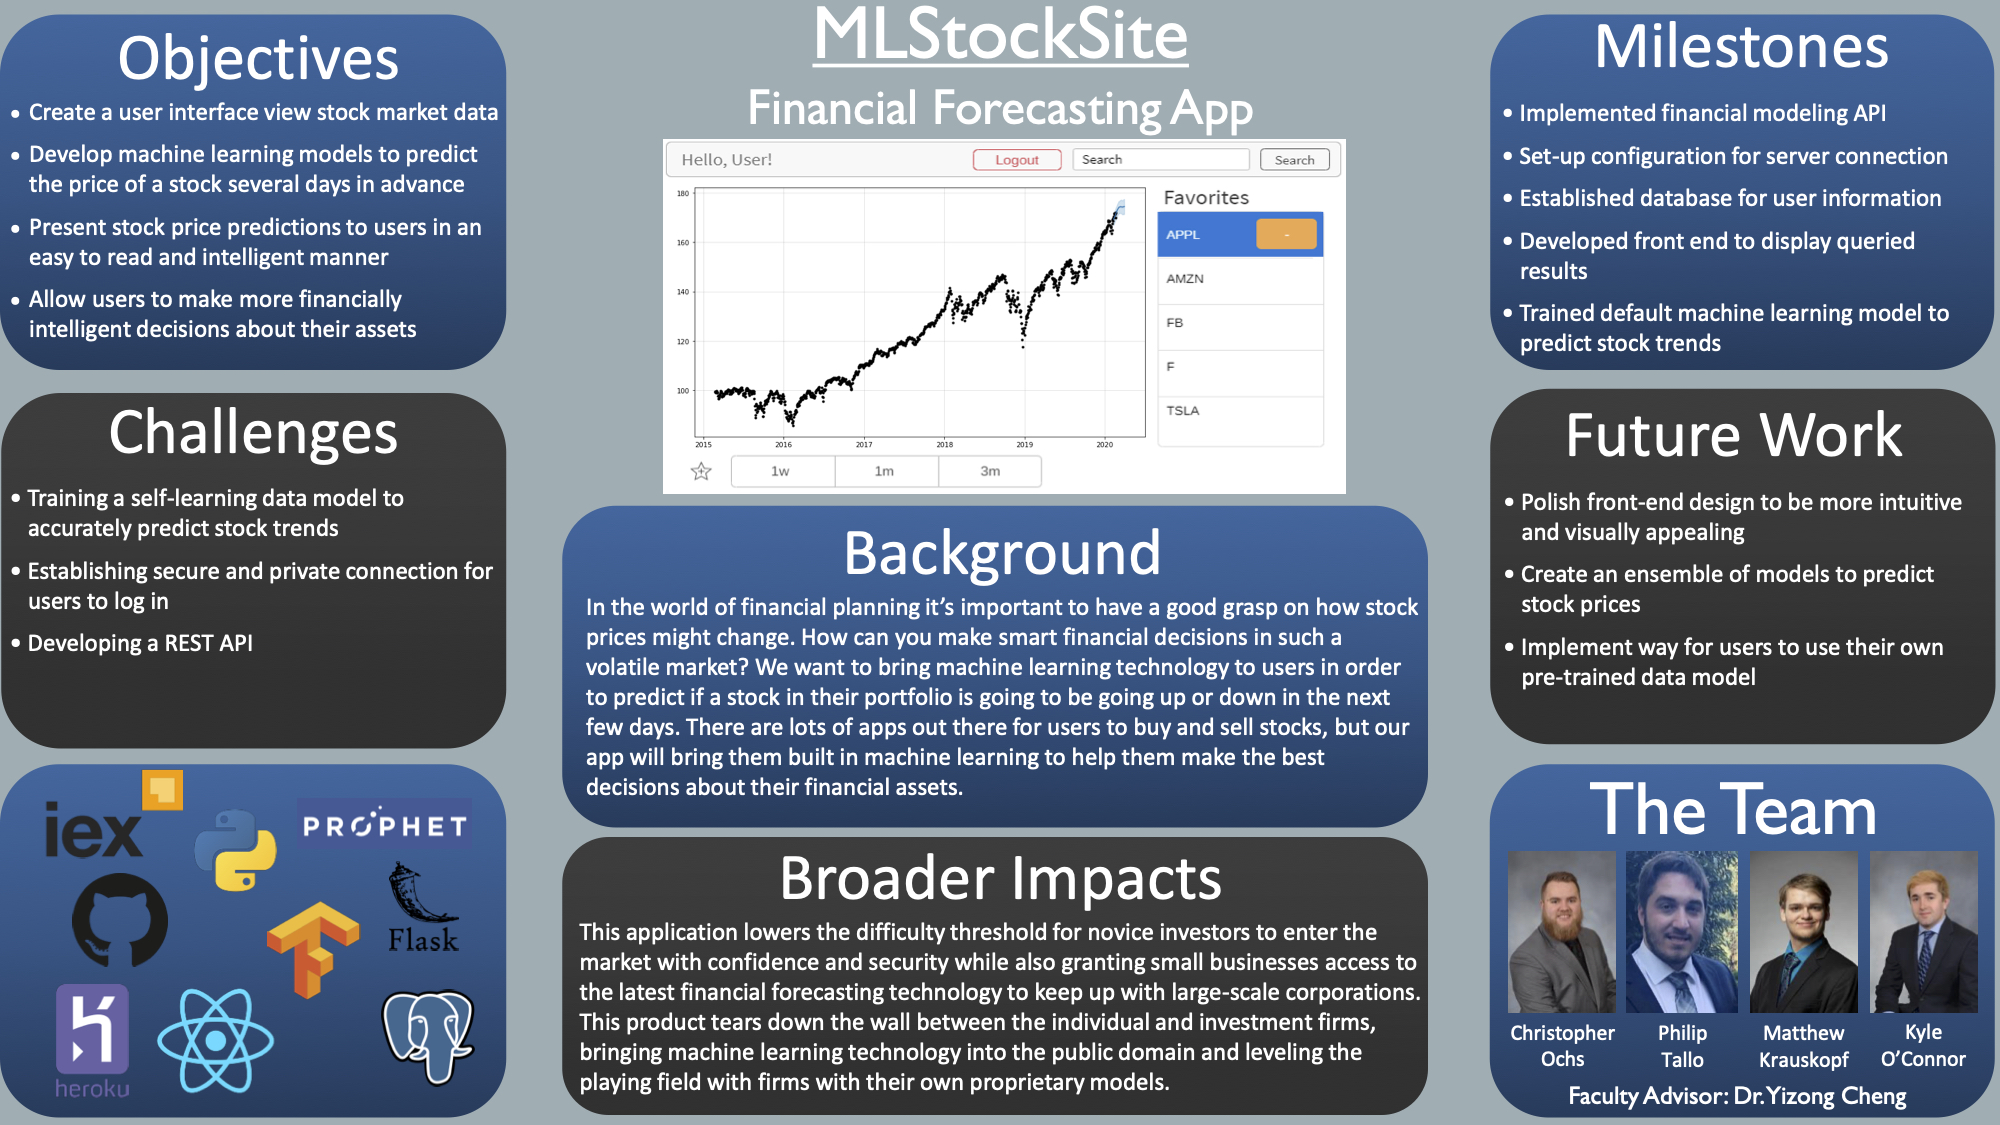 MLStockSite
Financial Forecasting App
Objectives
• Create a user interface view stock market data
• Develop machine learning models to predict
the price of a stock several days in advance
• Present stock price predictions to users in an
easy to read and intelligent manner
• Allow users to make more financially
intelligent decisions about their assets
Challenges
• Training a self-learning data model to
accurately predict stock trends
• Establishing secure and private connection for
users to log in
• Developing a REST API
iex
PROPHET
Flask
heroku
Hello, User!
Logout
Search
Search
180
160
140
120
100
2015 2016 2017 2018 2019 2020
Favorites
APPL -
AMZN
FB
F
TSLA
1w 1m 3m
Background
In the world of financial planning it’s important to have a good grasp on how stock
prices might change. How can you make smart financial decisions in such a
volatile market? We want to bring machine learning technology to users in order
to predict if a stock in their portfolio is going to be going up or down in the next
few days. There are lots of apps out there for users to buy and sell stocks, but our
app will bring them built in machine learning to help them make the best
decisions about their financial assets.
Broader Impacts
This application lowers the difficulty threshold for novice investors to enter the
market with confidence and security while also granting small businesses access to
the latest financial forecasting technology to keep up with large-scale corporations.
This product tears down the wall between the individual and investment firms,
bringing machine learning technology into the public domain and leveling the
playing field with firms with their own proprietary models.
Milestones
• Implemented financial modeling API
• Set-up configuration for server connection
• Established database for user information
• Developed front end to display queried
results
• Trained default machine learning model to
predict stock trends
Future Work
• Polish front-end design to be more intuitive
and visually appealing
• Create an ensemble of models to predict
stock prices
• Implement way for users to use their own
pre-trained data model
The Team
Christopher
Ochs
Philip
Tallo
Matthew
Krauskopf
Kyle
O’Connor
Faculty Advisor: Dr. Yizong Cheng